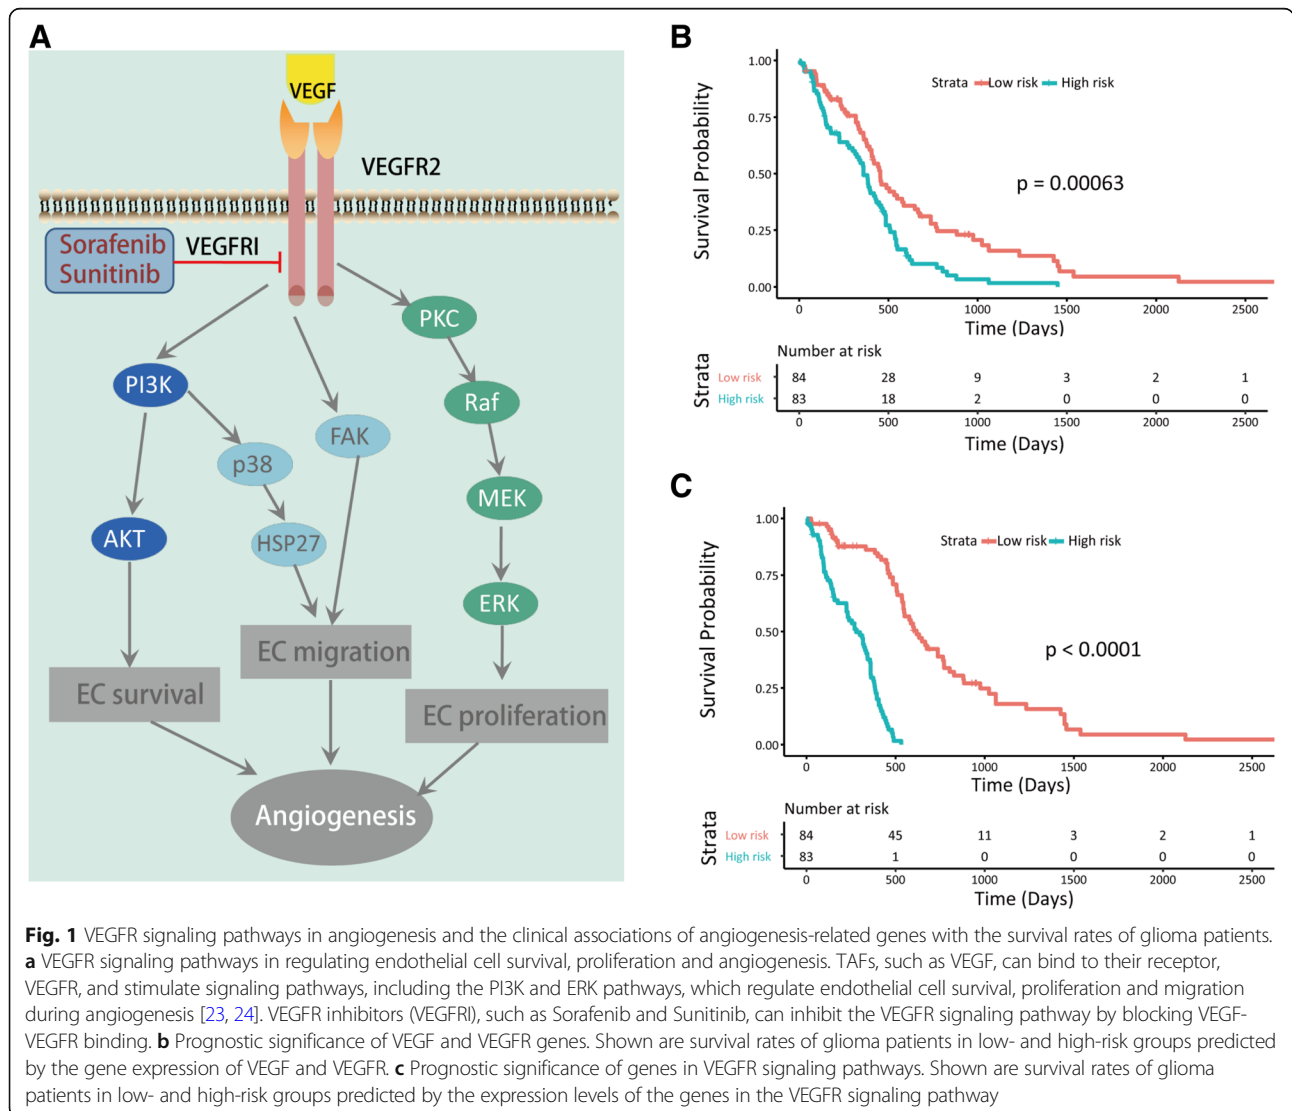 A
VEGF
VEGFR2
Sorafenib
Sunitinib
VEGFRI
PKC
PI3K
Raf
FAK
p38
MEK
AKT
HSP27
ERK
EC migration
EC survival
EC proliferation
Angiogenesis
B
Survival Probability
1.00
0.75
0.50
0.25
0.00
Strata Low risk High risk
p = 0.00063
0 500 1000 1500 2000 2500
Time (Days)
Number at risk
Strata
Low risk 84 28 9 3 2 1
High risk 83 18 2 0 0 0
0 500 1000 1500 2000 2500
Time (Days)
C
Survival Probability
1.00
0.75
0.50
0.25
0.00
Strata Low risk High risk
p < 0.0001
0 500 1000 1500 2000 2500
Time (Days)
Number at risk
Strata
Low risk 84 45 11 3 2 1
High risk 83 1 0 0 0 0
0 500 1000 1500 2000 2500
Time (Days)
Fig. 1 VEGFR signaling pathways in angiogenesis and the clinical associations of angiogenesis-related genes with the survival rates of glioma patients.
a VEGFR signaling pathways in regulating endothelial cell survival, proliferation and angiogenesis. TAFs, such as VEGF, can bind to their receptor,
VEGFR, and stimulate signaling pathways, including the PI3K and ERK pathways, which regulate endothelial cell survival, proliferation and migration
during angiogenesis [23, 24]. VEGFR inhibitors (VEGFRI), such as Sorafenib and Sunitinib, can inhibit the VEGFR signaling pathway by blocking VEGF-
VEGFR binding. b Prognostic significance of VEGF and VEGFR genes. Shown are survival rates of glioma patients in low- and high-risk groups predicted
by the gene expression of VEGF and VEGFR. c Prognostic significance of genes in VEGFR signaling pathways. Shown are survival rates of glioma
patients in low- and high-risk groups predicted by the expression levels of the genes in the VEGFR signaling pathway